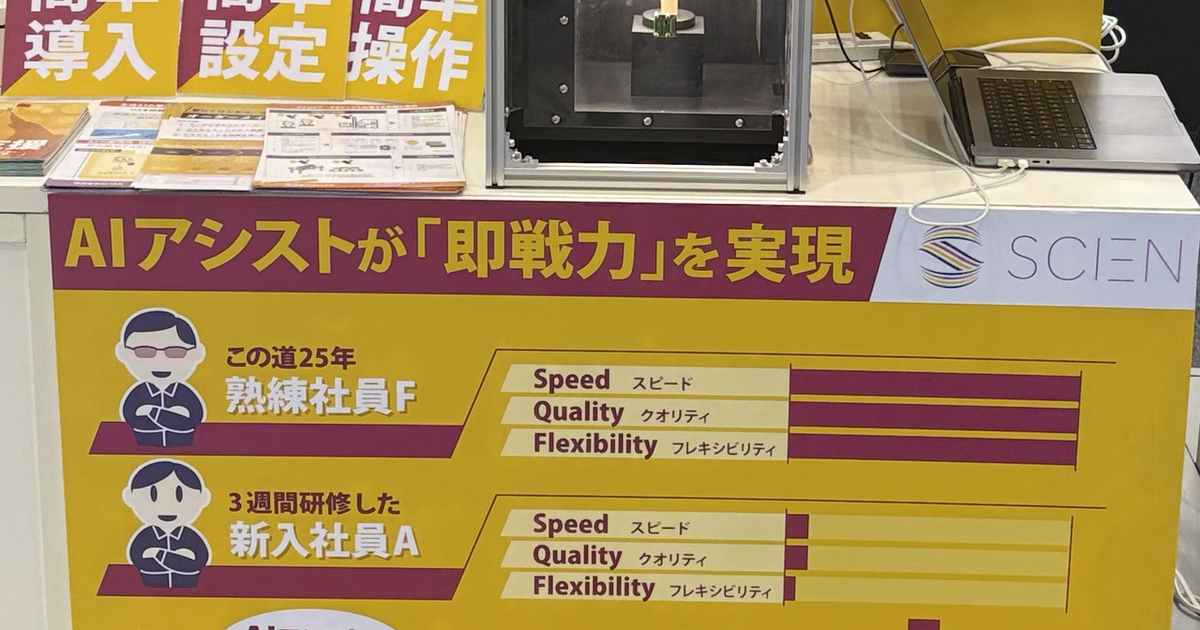 簡単
導入
簡単
設定
簡単
操作
AIアシストが「即戦力」を実現
SCIEN
この道25年
熟練社員F
Speed スピード
Quality クオリティ
Flexibility フレキシビリティ
3週間研修した
新入社員A
Speed スピード
Quality クオリティ
Flexibility フレキシビリティ